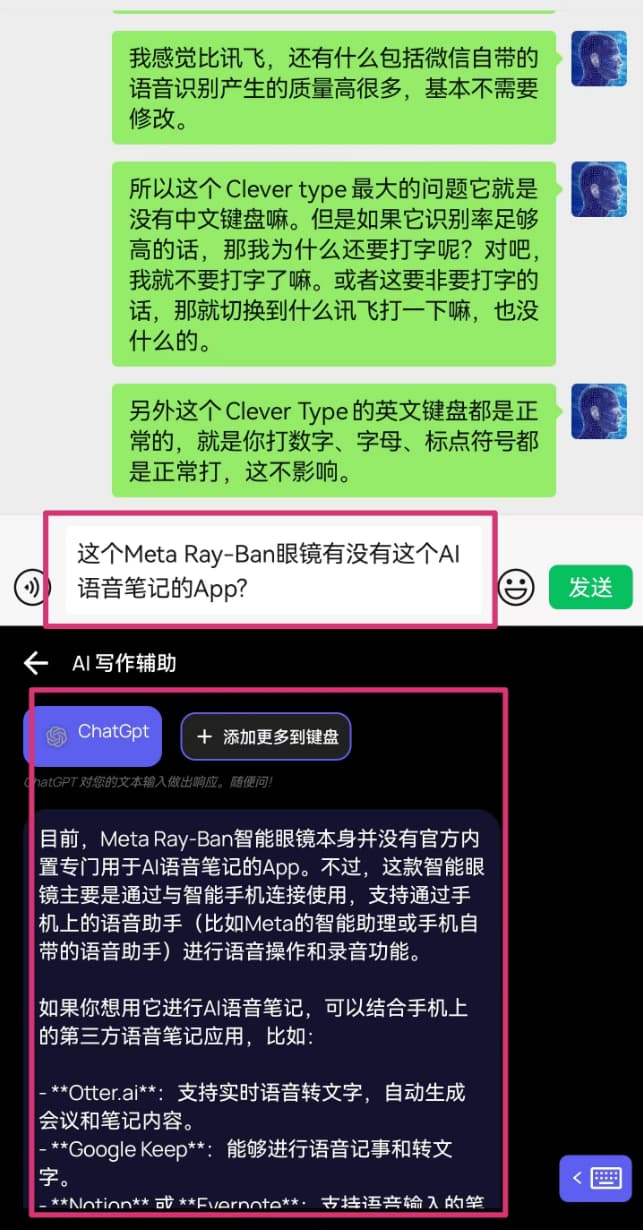 我感觉比讯飞，还有什么包括微信自带的
语音识别产生的质量高很多，基本不需要
修改。
所以这个 Clever type 最大的问题它就是
没有中文键盘嘛。但是如果它识别率足够
高的话，那我为什么还要打字呢？对吧，
我就不要打字了嘛。或者这要非要打字的
话，那就切换到什么讯飞打一下嘛，也没
什么的。
另外这个 Clever Type 的英文键盘都是正
常的，就是你打数字、字母、标点符号都
是正常打，这不影响。
这个Meta Ray-Ban眼镜有没有这个AI
语音笔记的App?
发送
AI 写作辅助
ChatGpt
+ 添加更多到键盘
ChatGPT 对您的文本输入做出响应。随便问!
目前，Meta Ray-Ban智能眼镜本身并没有官方内
置专门用于AI语音笔记的App。不过，这款智能眼
镜主要是通过与智能手机连接使用，支持通过手
机上的语音助手（比如Meta的智能助理或手机自
带的语音助手）进行语音操作和录音功能。
如果你想用它进行AI语音笔记，可以结合手机上
的第三方语音笔记应用，比如：
- **Otter.ai**：支持实时语音转文字，自动生成
会议和笔记内容。
- **Google Keep**：能够进行语音记事和转文
字。
- **Notion** 或 **Evernote**：支持语音输入的笔